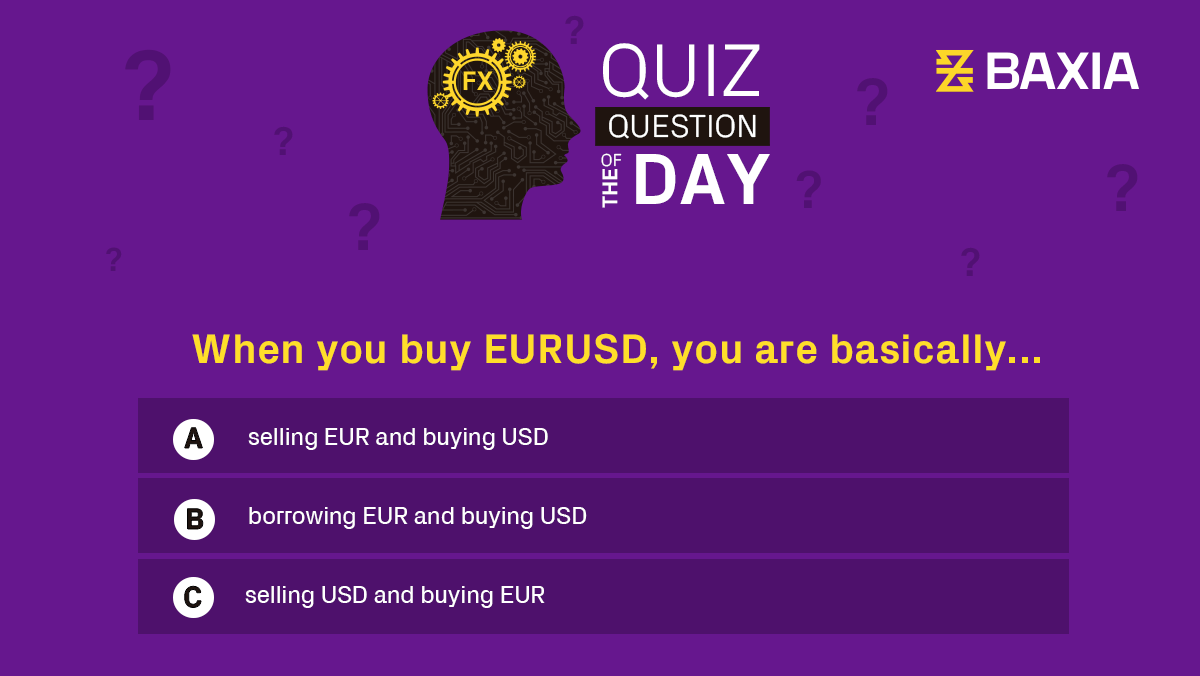 FX
QUIZ
QUESTION
OF THE
DAY
BAXIA
When you buy EURUSD, you are basically...
A selling EUR and buying USD
B borrowing EUR and buying USD
C selling USD and buying EUR